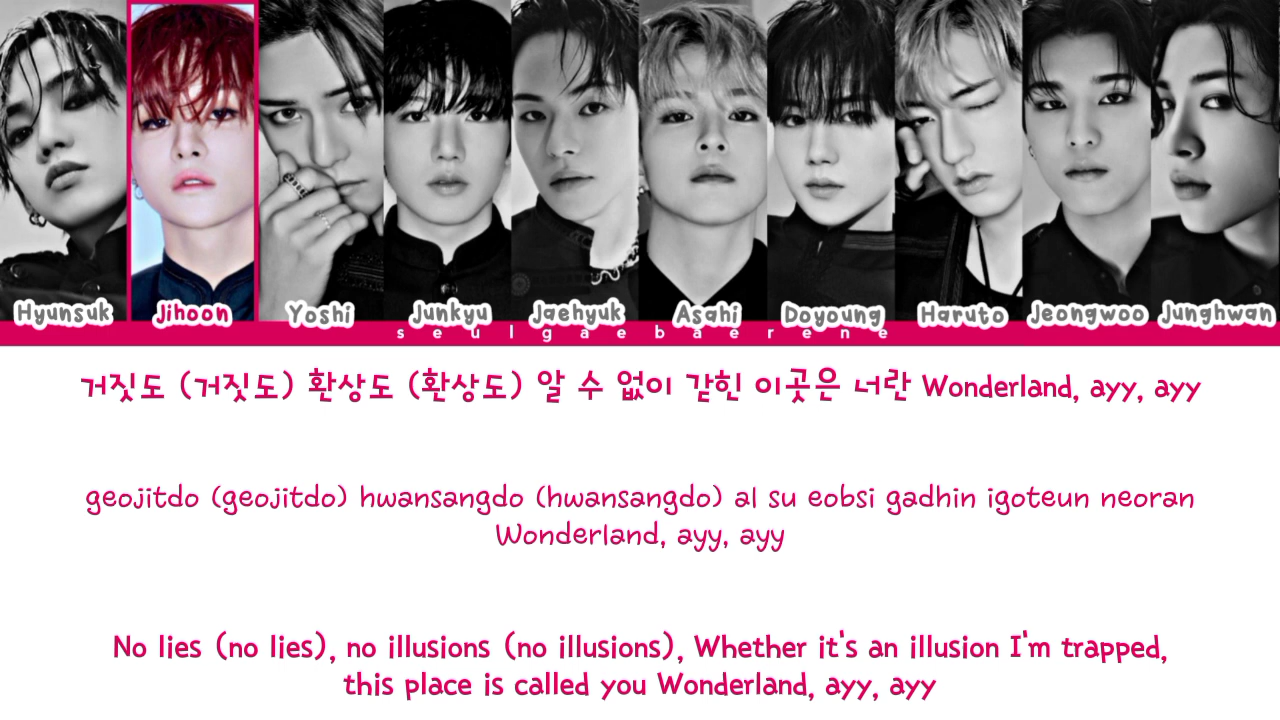 Hyunsuk Jihoon Yoshi Junkyu Jaehyuk Asahi Doyoung Haruto Jeongwoo Junghwan
seulgaebaerene
거짓도 (거짓도) 환상도 (환상도) 알 수 없이 갇힌 이곳은 너란 Wonderland, ayy, ayy
geojitdo (geojitdo) hwansangdo (hwansangdo) al su eobsi gadhin igoteun neoran
Wonderland, ayy, ayy
No lies (no lies), no illusions (no illusions), Whether it's an illusion I'm trapped,
this place is called you Wonderland, ayy, ayy